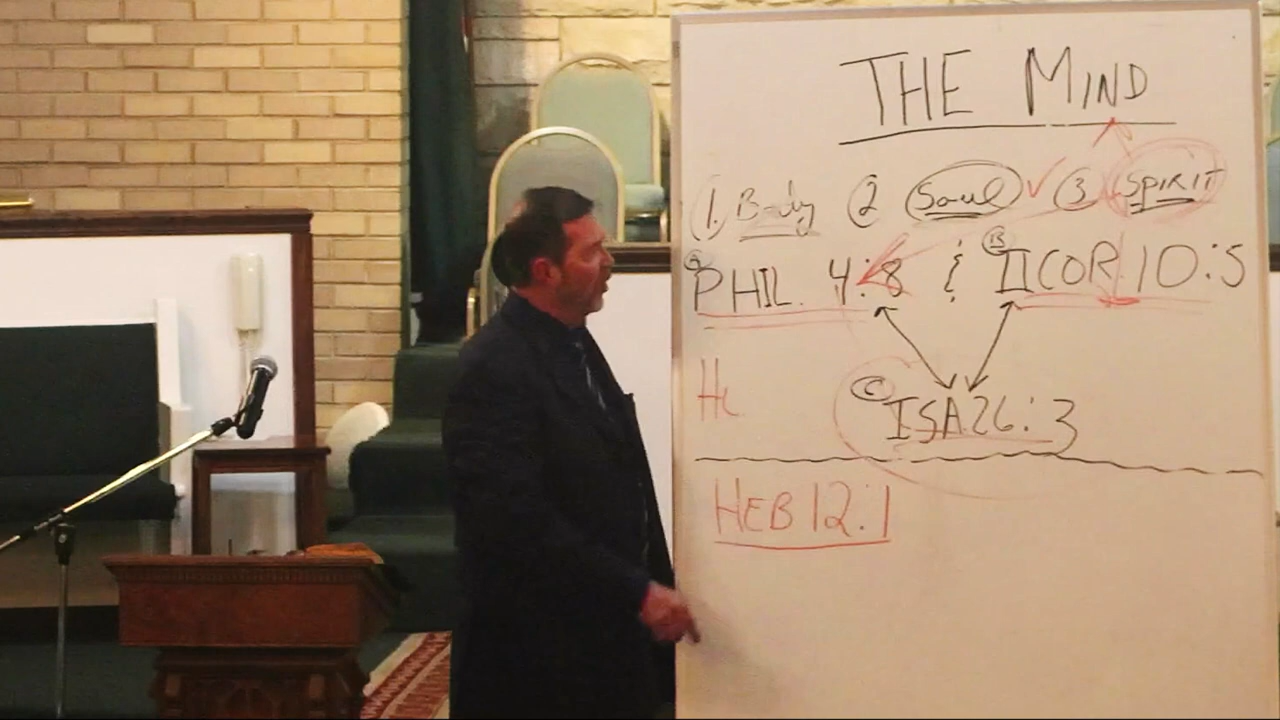 THE MIND
1. Body 2 Soul ✓ 3 SPIRIT
a PHIL. 4:8 & B II COR 10:5
He
C ISA 26:3
HEB 12:1